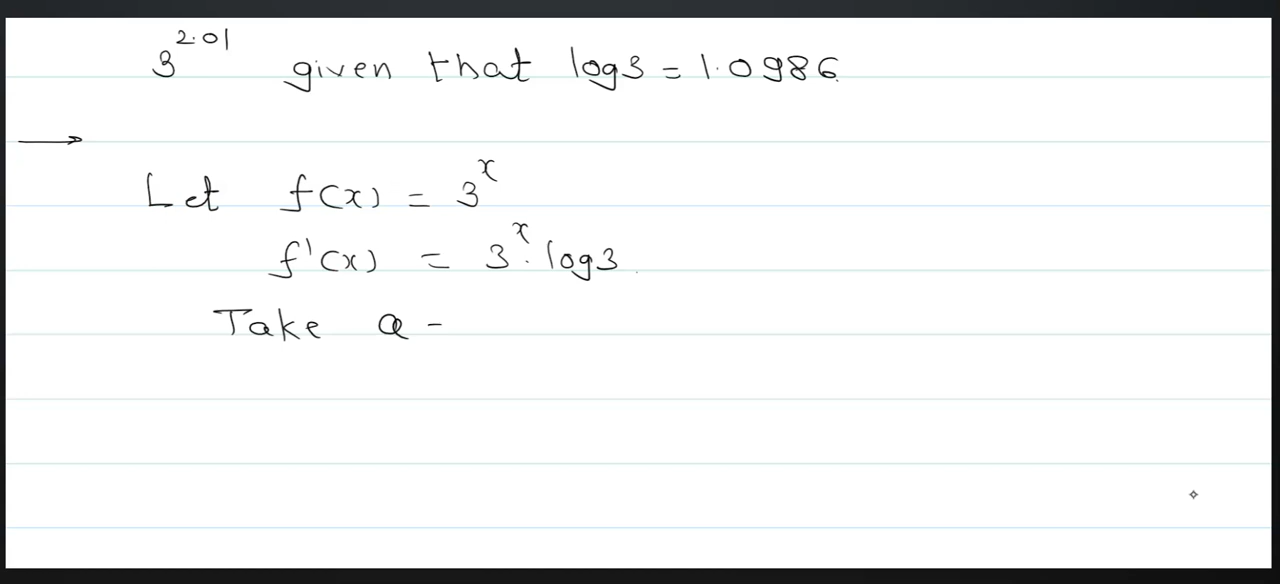 3^2.01 given that log3 = 1.0986
Let f(x) = 3^x
f'(x) = 3^x . log3
Take a -